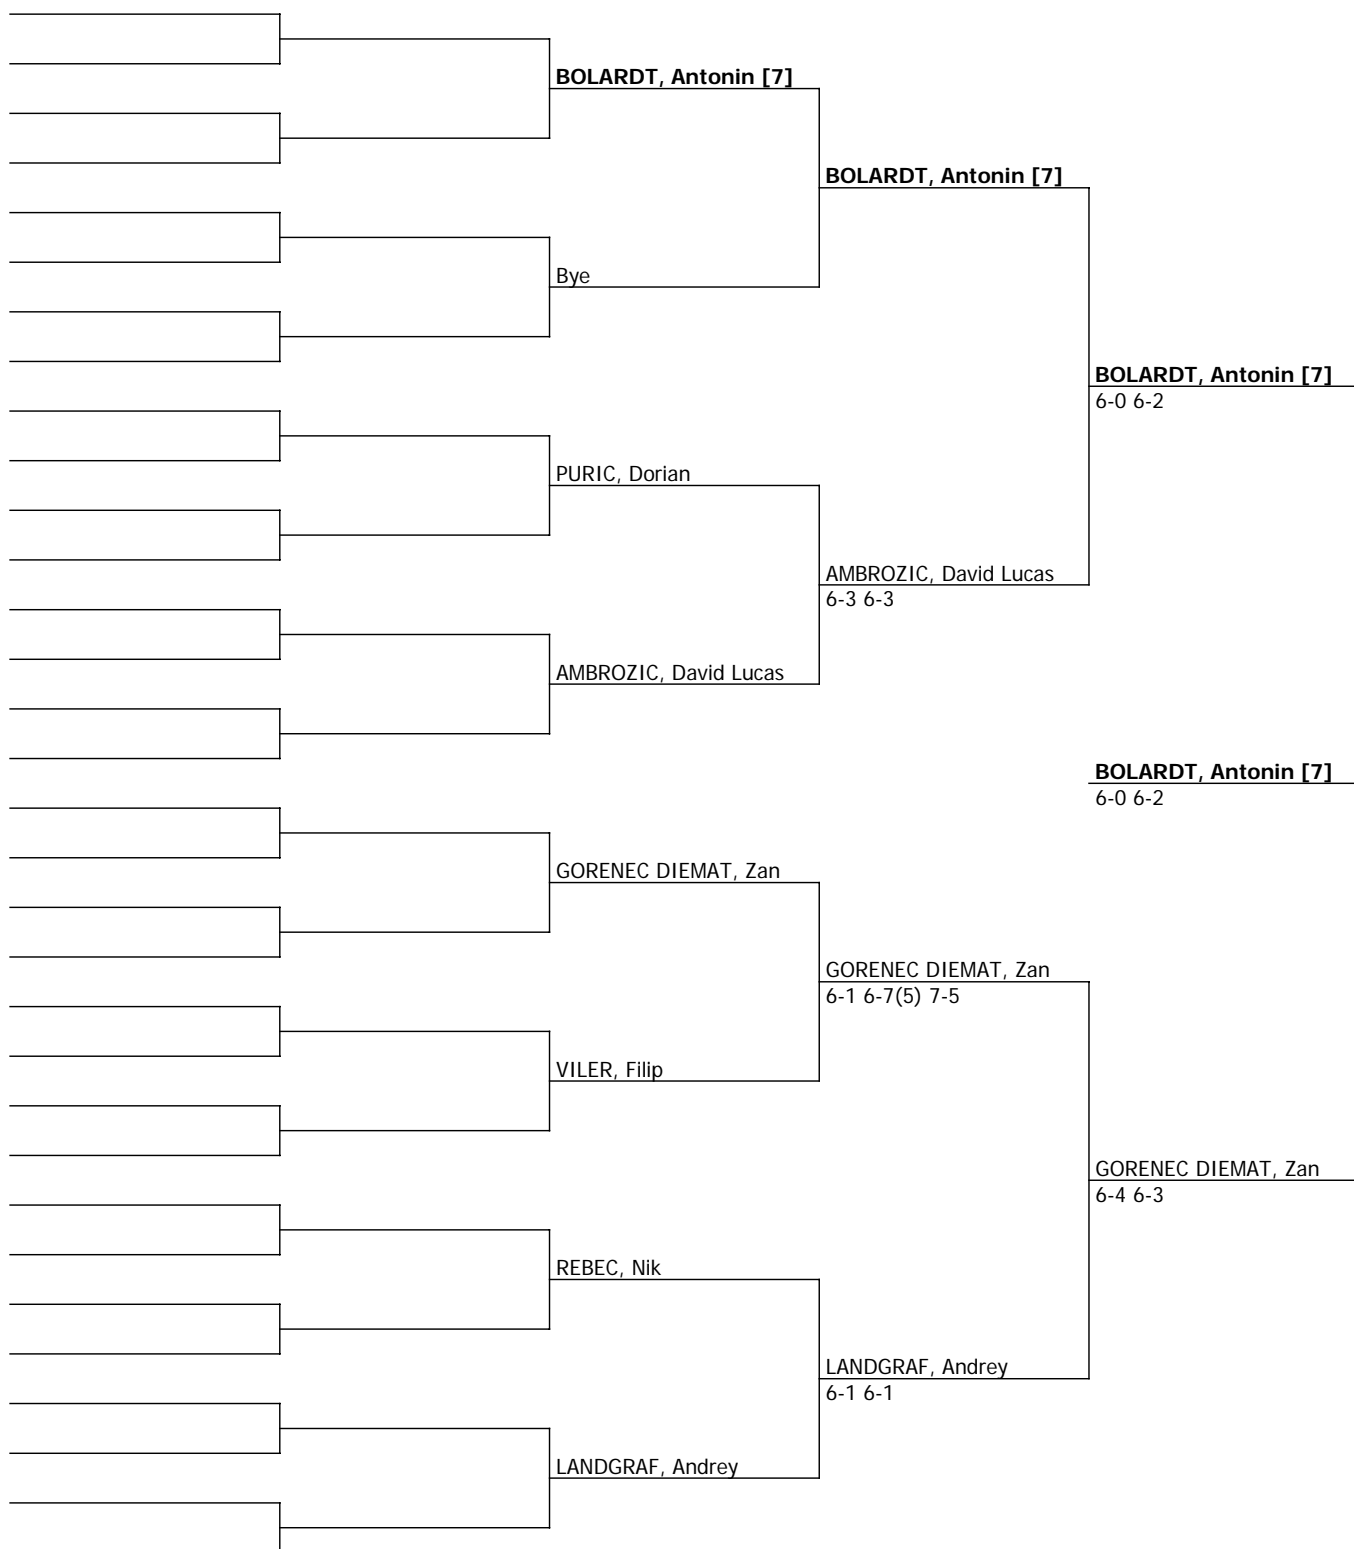 BOLARDT, Antonin [7]
BOLARDT, Antonin [7]
Bye
BOLARDT, Antonin [7]
6-0 6-2
PURIC, Dorian
AMBROZIC, David Lucas
6-3 6-3
AMBROZIC, David Lucas
BOLARDT, Antonin [7]
6-0 6-2
GORENEC DIEMAT, Zan
GORENEC DIEMAT, Zan
6-1 6-7(5) 7-5
VILER, Filip
GORENEC DIEMAT, Zan
6-4 6-3
REBEC, Nik
LANDGRAF, Andrey
6-1 6-1
LANDGRAF, Andrey